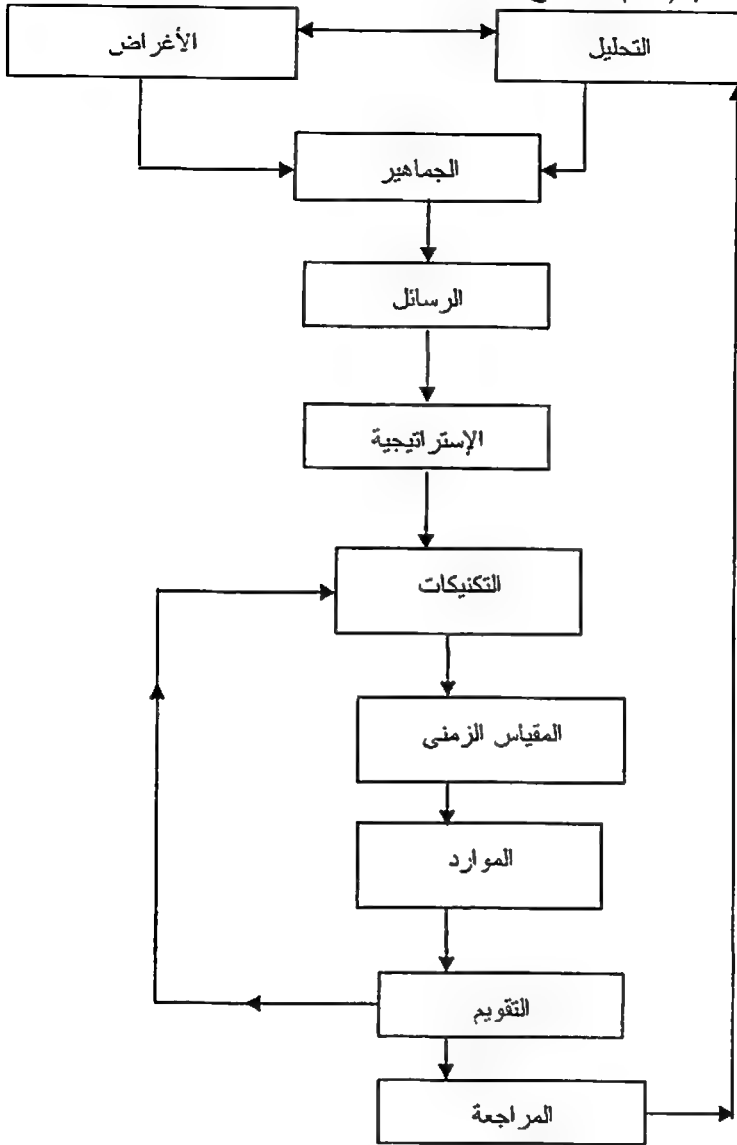 التحليل
الأغراض
الجماهير
الرسائل
الإستراتيجية
التكنيكات
المقياس الزمنى
الموارد
التقويم
المراجعة